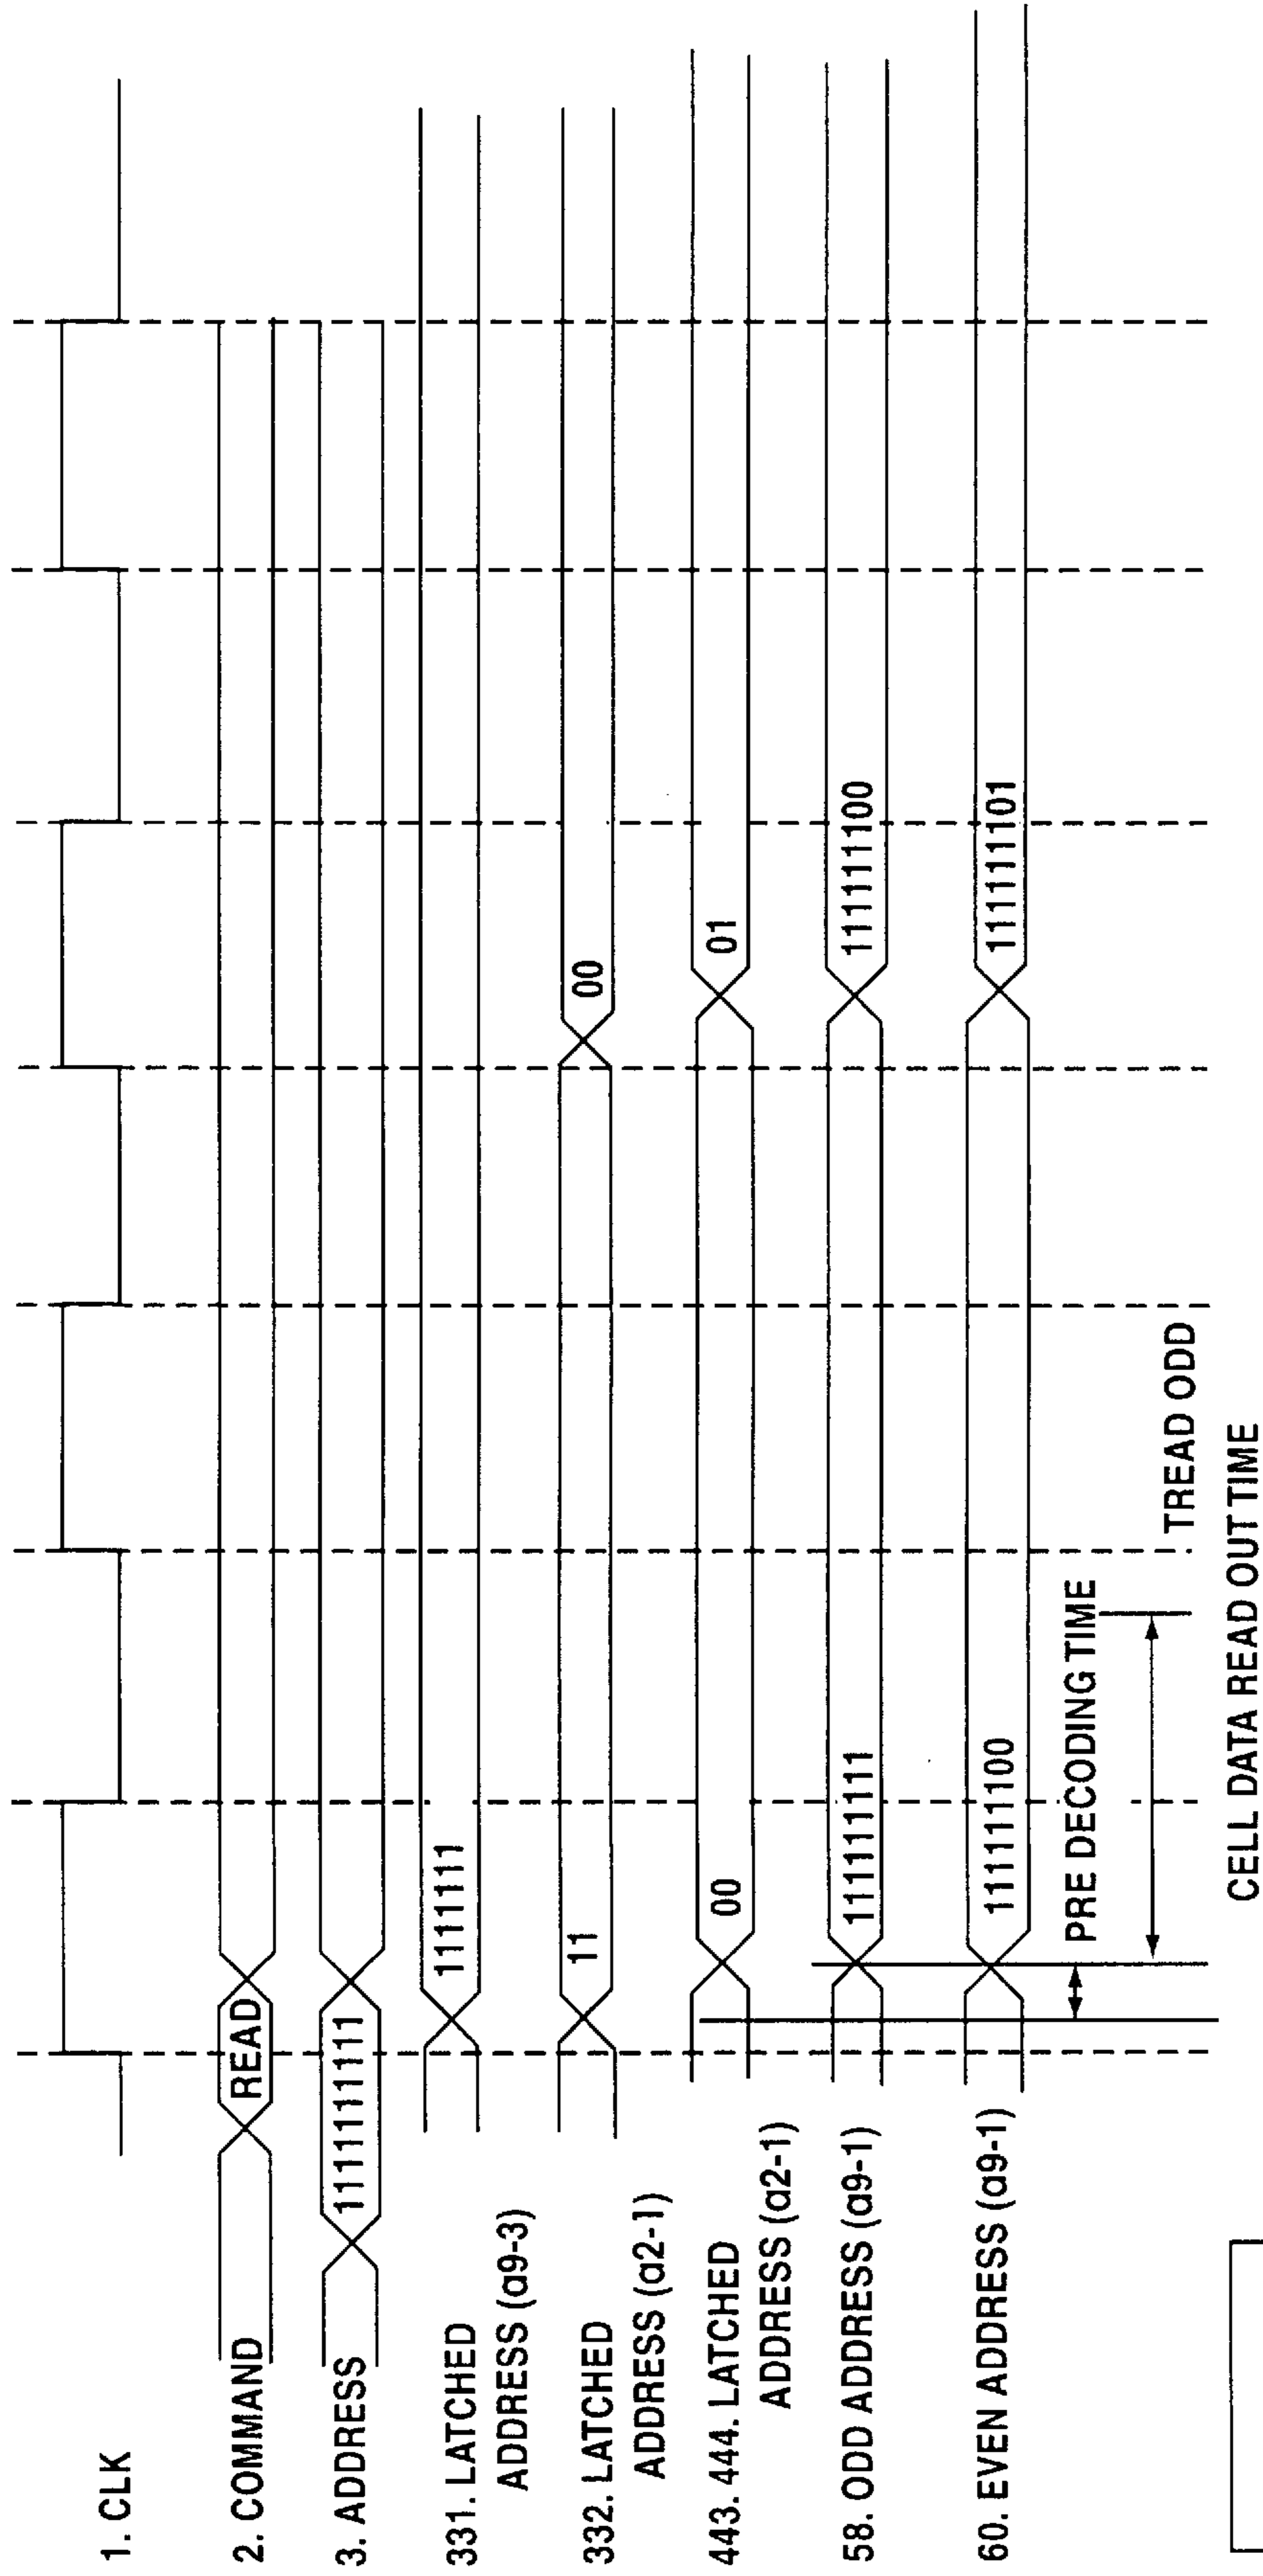 1. CLK
2. COMMAND
READ
3. ADDRESS
1111111111
331. LATCHED
ADDRESS (a9-3)
1111111
332. LATCHED
ADDRESS (a2-1)
11
00
443. 444. LATCHED
ADDRESS (a2-1)
00
01
58. ODD ADDRESS (a9-1)
111111111
111111100
60. EVEN ADDRESS (a9-1)
111111100
111111101
PRE DECODING TIME
TREAD ODD
CELL DATA READ OUT TIME